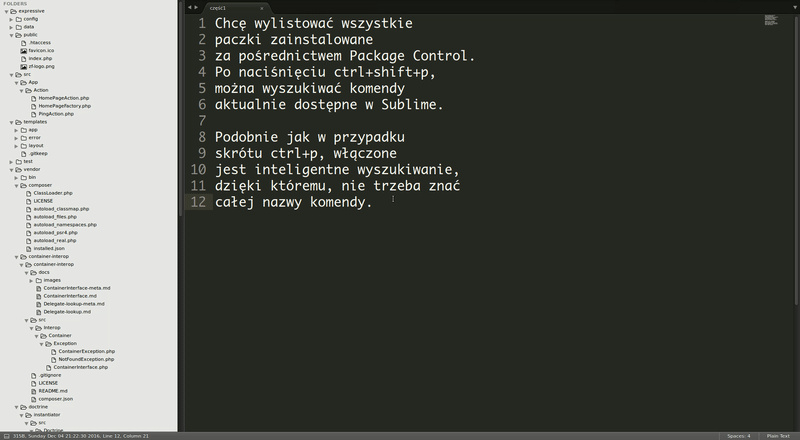 FOLDERS
expressive
config
data
public
.htaccess
favicon.ico
index.php
zf-logo.png
src
App
Action
HomePageAction.php
HomePageFactory.php
PingAction.php
templates
app
error
layout
.gitkeep
test
vendor
bin
composer
ClassLoader.php
LICENSE
autoload_classmap.php
autoload_files.php
autoload_namespaces.php
autoload_psr4.php
autoload_real.php
installed.json
container-interop
container-interop
docs
images
ContainerInterface-meta.md
ContainerInterface.md
Delegate-lookup-meta.md
Delegate-lookup.md
src
Interop
Container
Exception
ContainerException.php
NotFoundException.php
ContainerInterface.php
.gitignore
LICENSE
README.md
composer.json
doctrine
instantiator
src
Doctrine
część1
1 Chcę wylistować wszystkie
2 paczki zainstalowane
3 za pośrednictwem Package Control.
4 Po naciśnięciu ctrl+shift+p,
5 można wyszukiwać komendy
6 aktualnie dostępne w Sublime.
7
8 Podobnie jak w przypadku
9 skrótu ctrl+p, włączone
10 jest inteligentne wyszukiwanie,
11 dzięki któremu, nie trzeba znać
12 całej nazwy komendy.
3158, Sunday Dec 04 21:22:30 2016, Line 12, Column 21
Spaces: 4
Plain Text